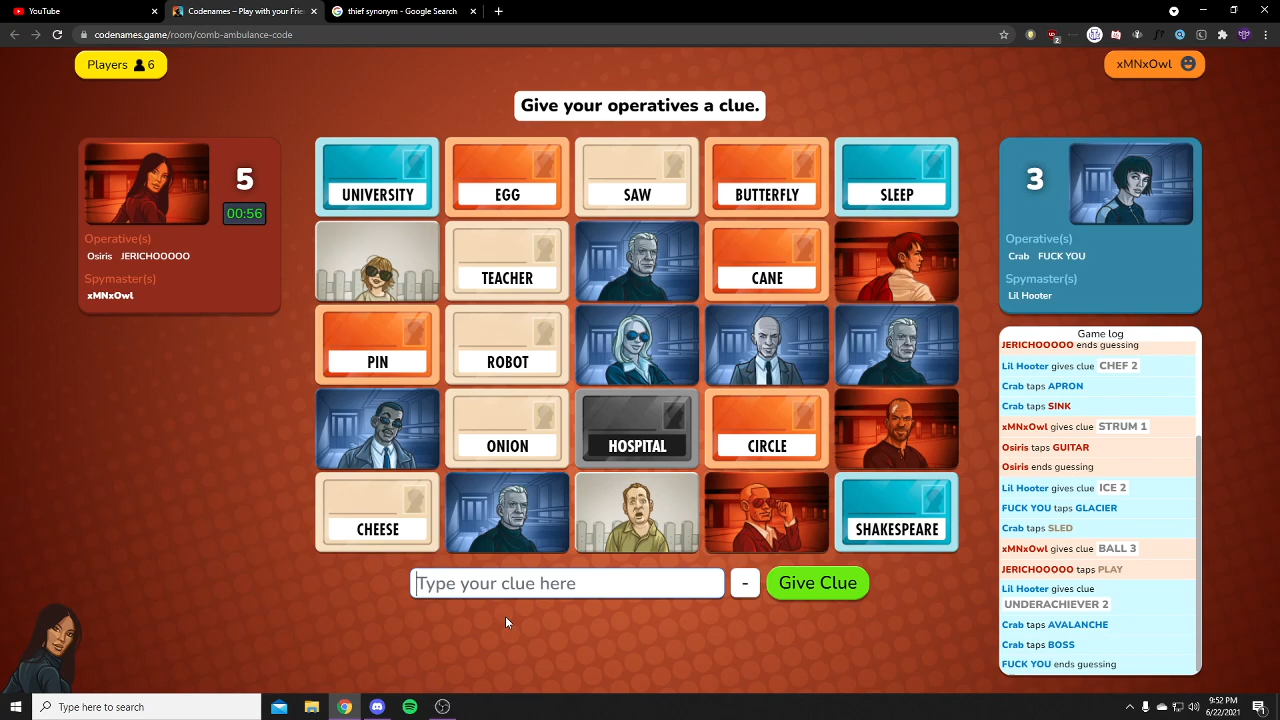 YouTube
Codenames – Play with your Frie
thief synonym - Google Search
codenames.game/room/comb-ambulance-code
2
Players 6
xMNxOwl
Give your operatives a clue.
5
00:56
Operative(s)
Osiris JERICHOOOOO
Spymaster(s)
xMNxOwl
UNIVERSITY
EGG
SAW
BUTTERFLY
SLEEP
TEACHER
CANE
PIN
ROBOT
ONION
HOSPITAL
CIRCLE
CHEESE
SHAKESPEARE
Type your clue here
-
Give Clue
3
Operative(s)
Crab FUCK YOU
Spymaster(s)
Lil Hooter
Game log
JERICHOOOOO ends guessing
Lil Hooter gives clue CHEF 2
Crab taps APRON
Crab taps SINK
xMNxOwl gives clue STRUM 1
Osiris taps GUITAR
Osiris ends guessing
Lil Hooter gives clue ICE 2
FUCK YOU taps GLACIER
Crab taps SLED
xMNxOwl gives clue BALL 3
JERICHOOOOO taps PLAY
Lil Hooter gives clue
UNDERACHIEVER 2
Crab taps AVALANCHE
Crab taps BOSS
FUCK YOU ends guessing
Type here to search
9:52 PM
6/22/2021